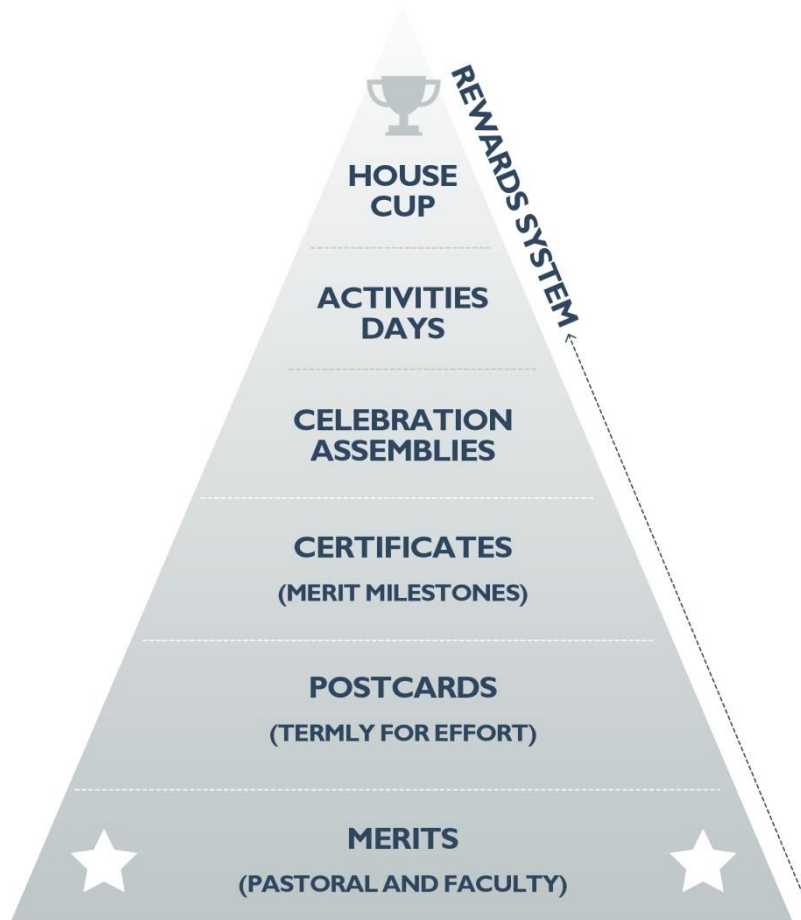 REWARDS SYSTEM
HOUSE
CUP
ACTIVITIES
DAYS
CELEBRATION
ASSEMBLIES
CERTIFICATES
(MERIT MILESTONES)
POSTCARDS
(TERMLY FOR EFFORT)
MERITS
(PASTORAL AND FACULTY)